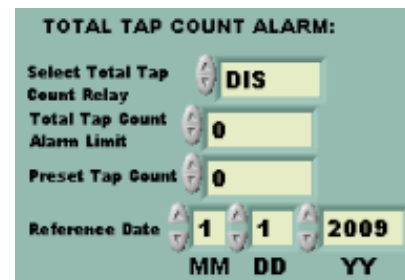 TOTAL TAP COUNT ALARM:
Select Total Tap DIS
Count Relay
Total Tap Count 0
Alarm Limit
Preset Tap Count 0
Reference Date 1 1 2009
MM DD YY